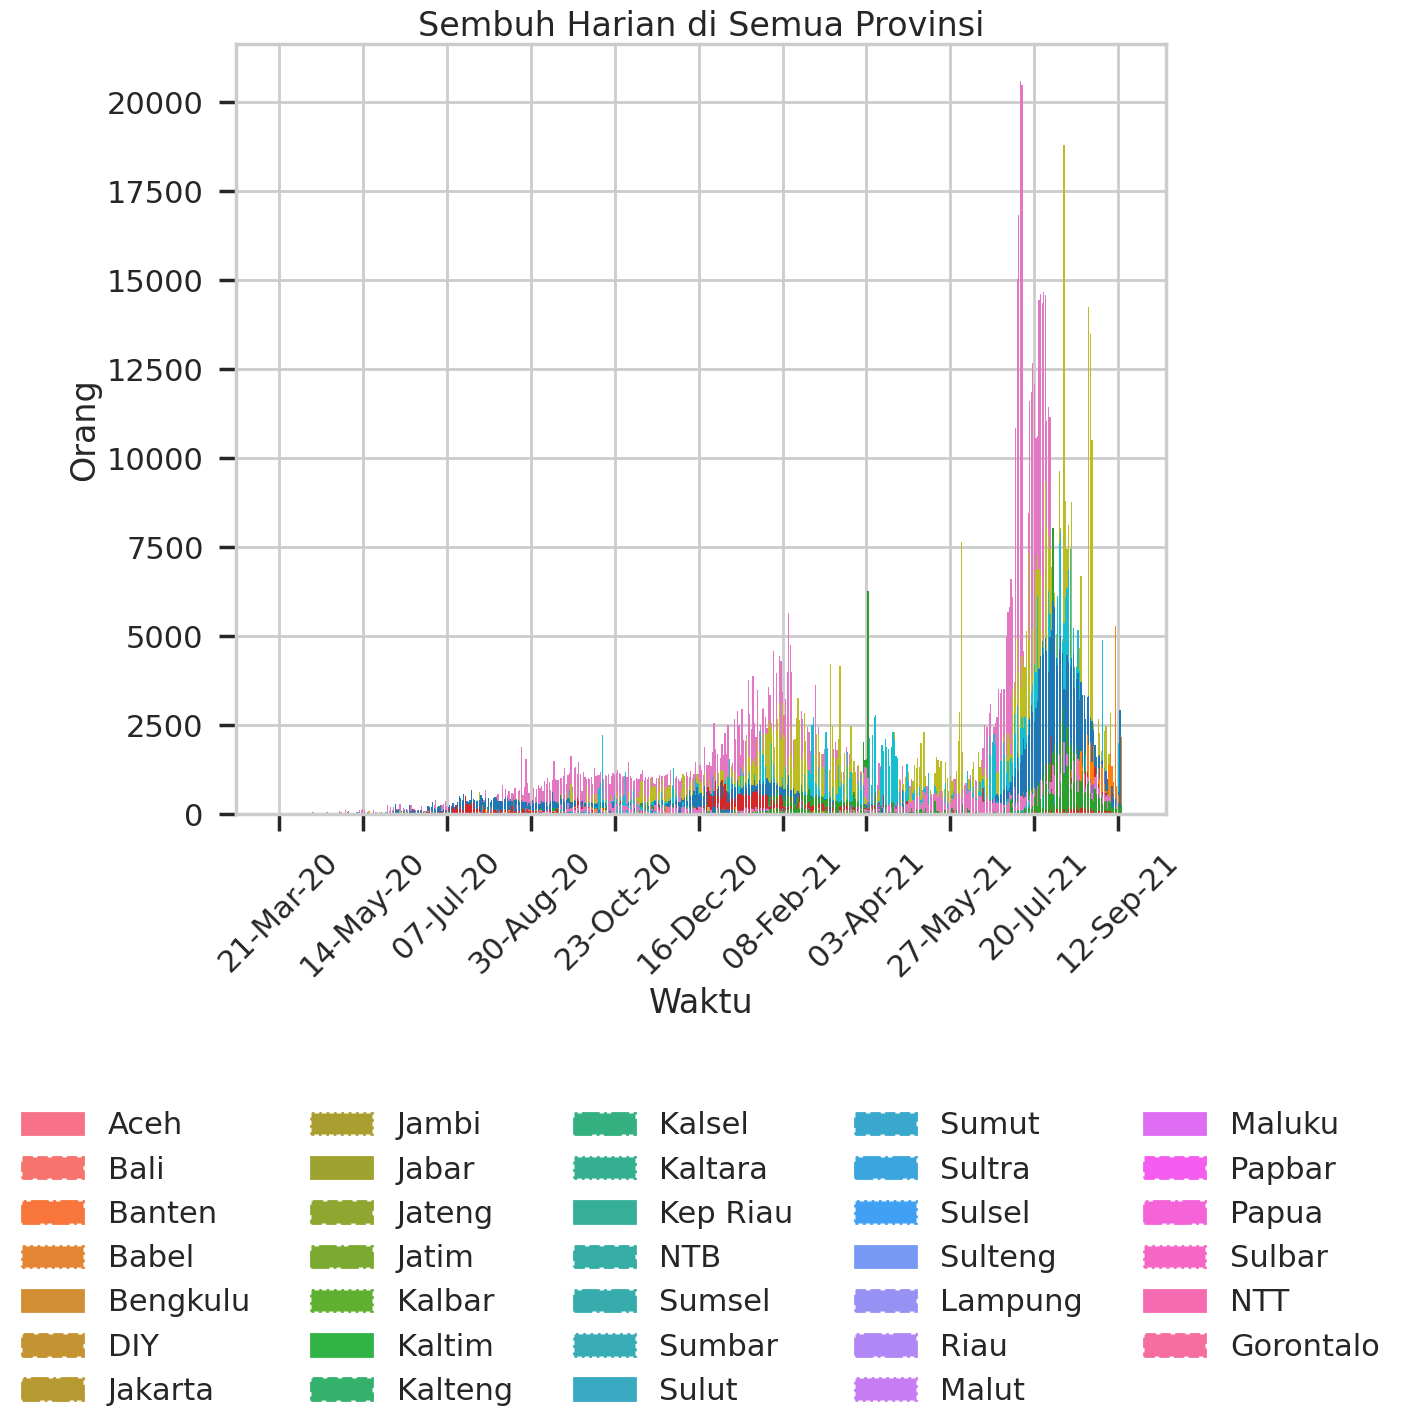 Sembuh Harian di Semua Provinsi
20000
17500
15000
12500
10000
7500
5000
2500
0
Orang
21-Mar-20
14-May-20
07-Jul-20
30-Aug-20
23-Oct-20
16-Dec-20
08-Feb-21
03-Apr-21
27-May-21
20-Jul-21
12-Sep-21
Waktu
Aceh
Bali
Banten
Babel
Bengkulu
DIY
Jakarta
Jambi
Jabar
Jateng
Jatim
Kalbar
Kaltim
Kalteng
Kalsel
Kaltara
Kep Riau
NTB
Sumsel
Sumbar
Sulut
Sumut
Sultra
Sulsel
Sulteng
Lampung
Riau
Malut
Maluku
Papbar
Papua
Sulbar
NTT
Gorontalo